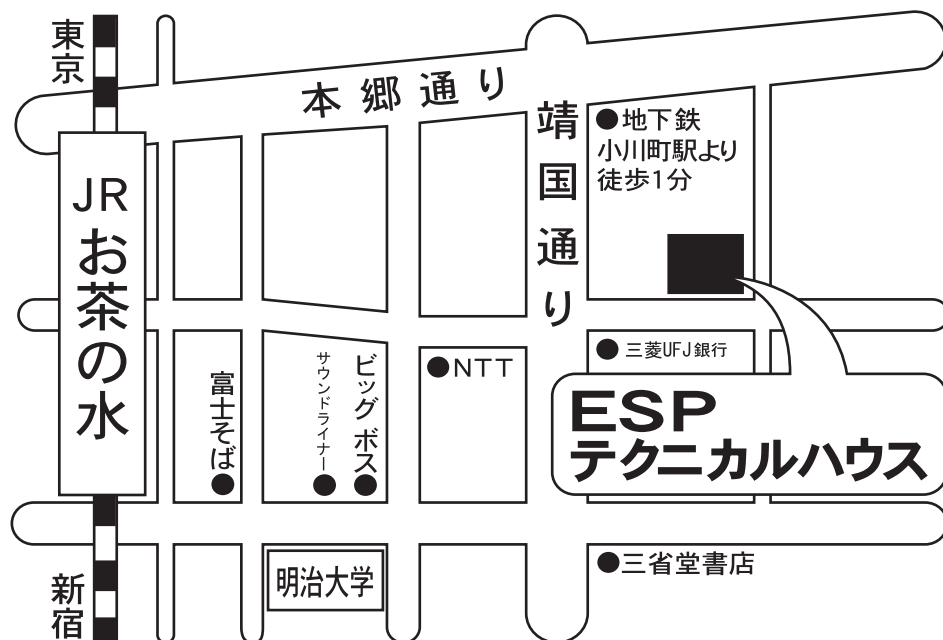 東京
本郷通り
靖国通り
●地下鉄
小川町駅より
徒歩1分
JR お茶の水
●三菱UFJ銀行
●NTT
ビッグ ボス●
サウンドライナー●
富士そば●
ESP
テクニカルハウス
明治大学
●三省堂書店
新宿